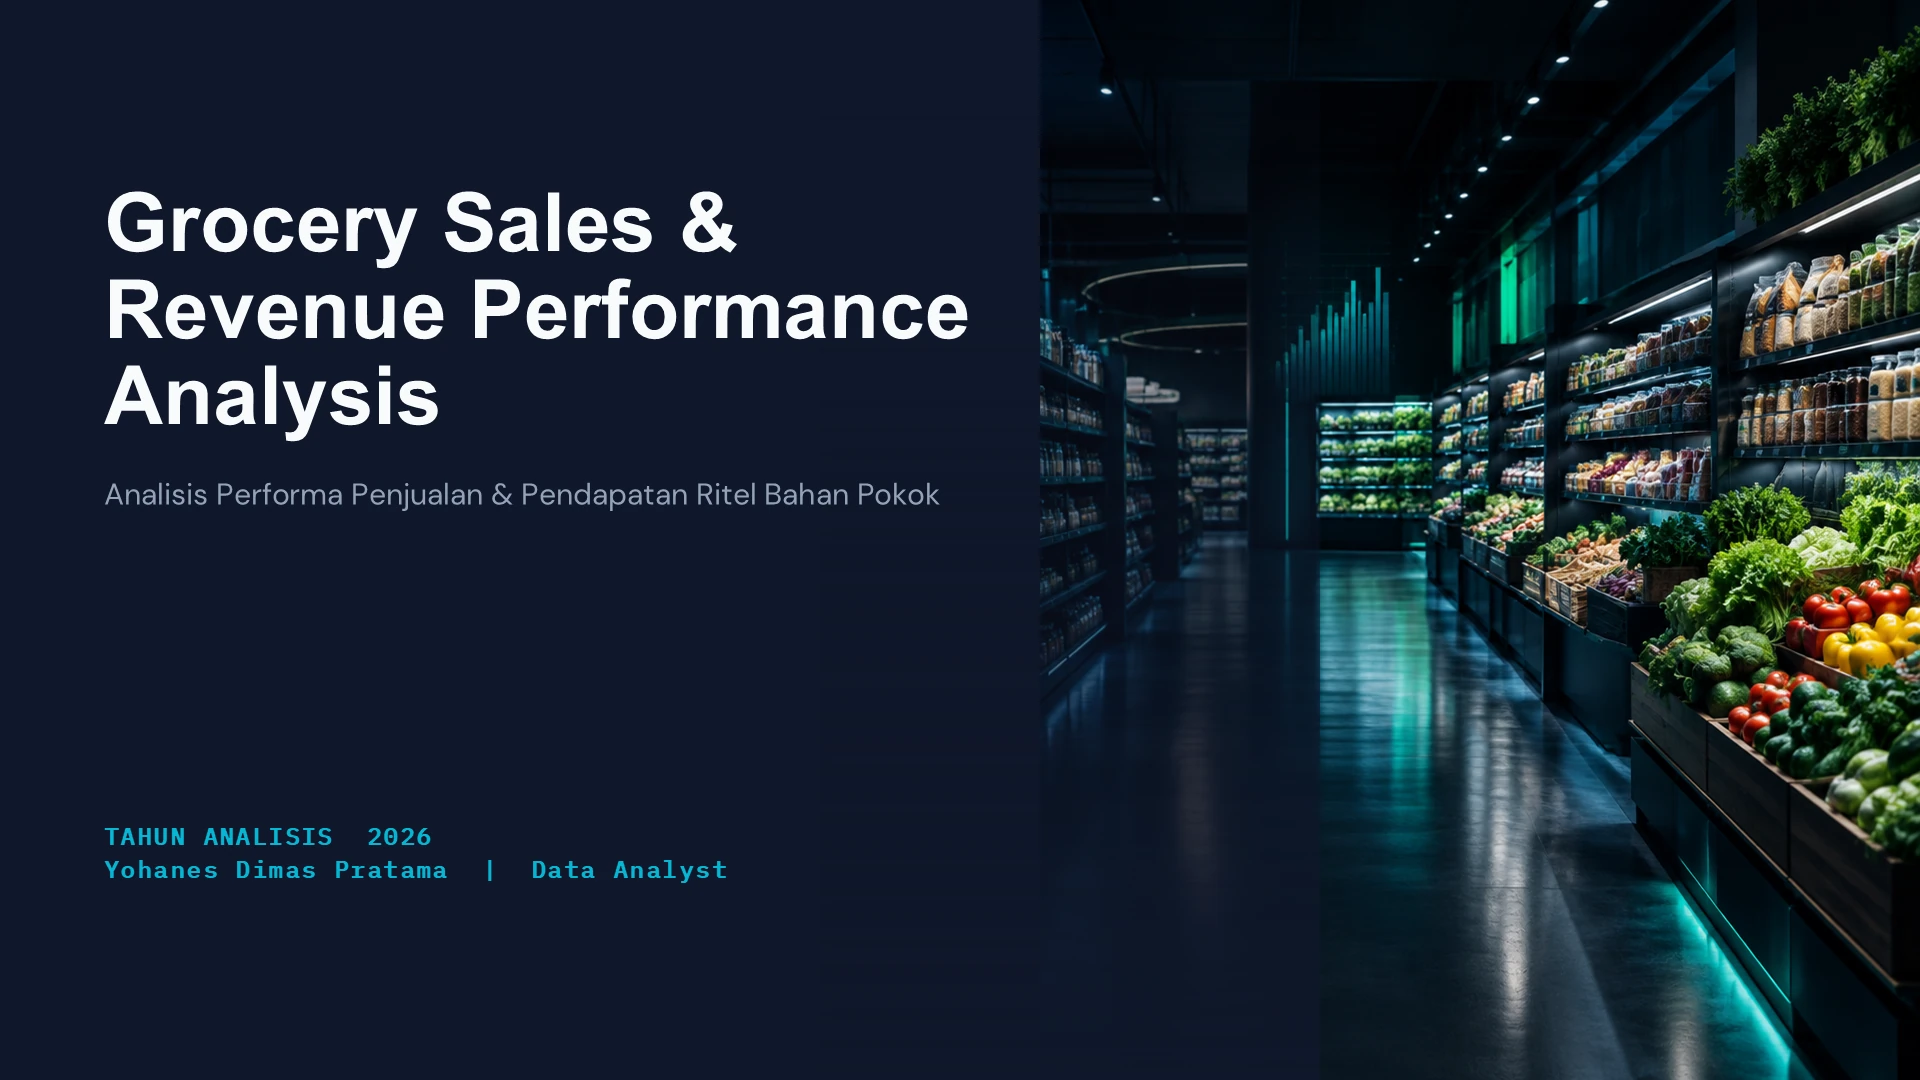 Grocery Sales &
Revenue Performance
Analysis
Analisis Performa Penjualan & Pendapatan Ritel Bahan Pokok
TAHUN ANALISIS 2026
Yohanes Dimas Pratama | Data Analyst